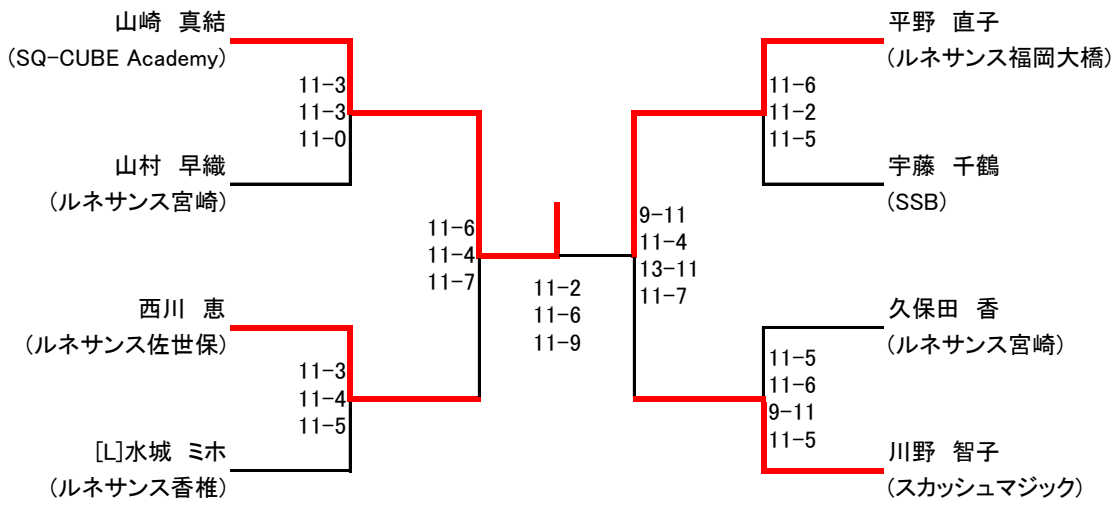 山崎 真結
(SQ-CUBE Academy)
11-3
11-3
11-0
山村 早織
(ルネサンス宮崎)
11-6
11-4
11-7
西川 恵
(ルネサンス佐世保)
11-3
11-4
11-5
[L]水城 ミホ
(ルネサンス香椎)
11-2
11-6
11-9
平野 直子
(ルネサンス福岡大橋)
11-6
11-2
11-5
宇藤 千鶴
(SSB)
9-11
11-4
13-11
11-7
久保田 香
(ルネサンス宮崎)
11-5
11-6
9-11
11-5
川野 智子
(スカッシュマジック)